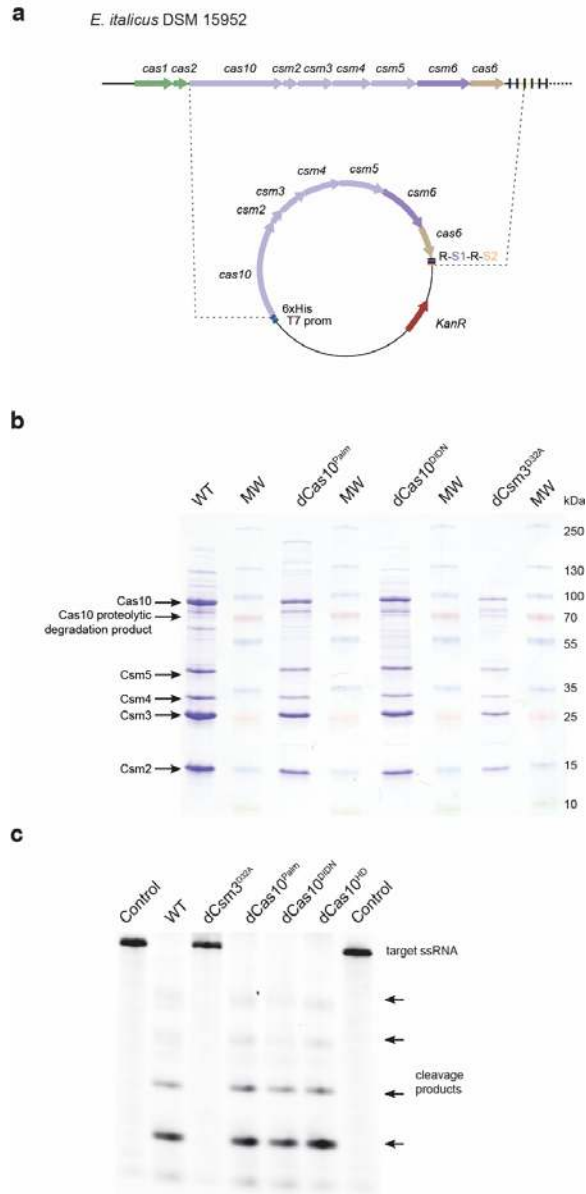 a
E. italicus DSM 15952
cas1 cas2 cas10 csm2 csm3 csm4 csm5 csm6 cas6
csm5
csm4
csm6
csm3
csm2
cas6
R-S1-R-S2
cas10
6xHis
T7 prom
KanR
b
WT MW dCas10Palm MW dCas10DIDN MW dCsm3D32A MW kDa
250
130
Cas10 100
Cas10 proteolytic 70
degradation product
55
Csm5
35
Csm4
Csm3 25
Csm2 15
10
c
Control WT dCsm3D32A dCas10Palm dCas10DIDN dCas10HD Control
target ssRNA
cleavage
products